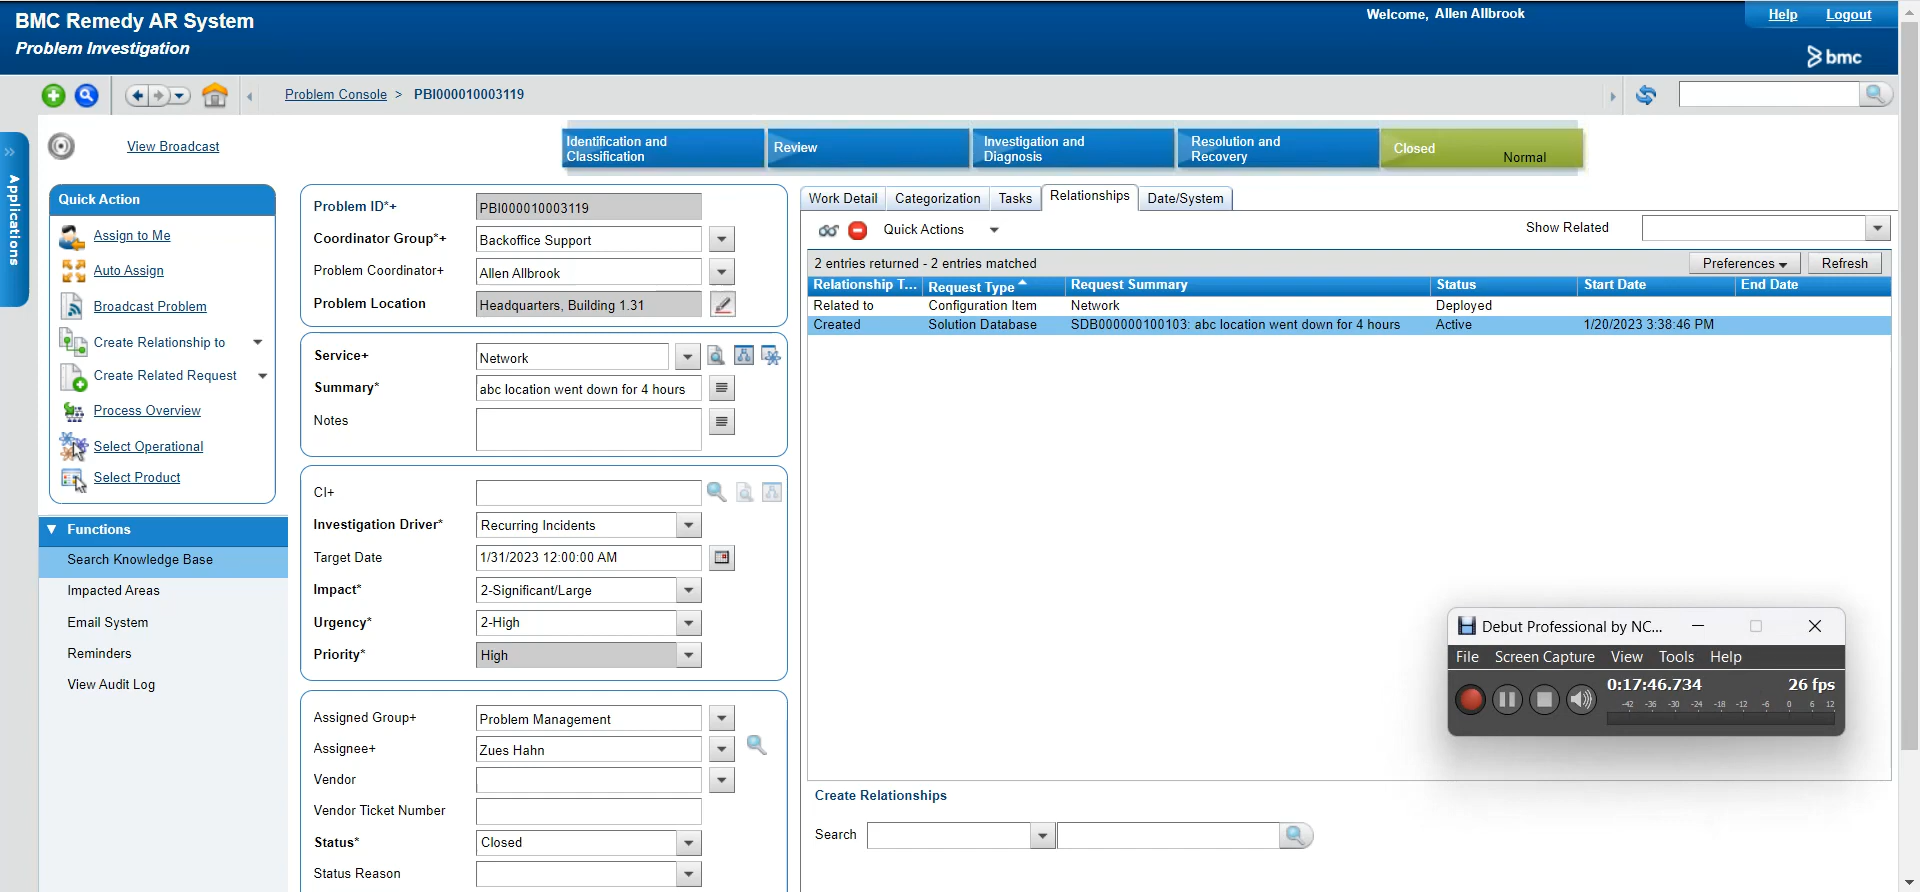 BMC Remedy AR System
Problem Investigation
Welcome, Allen Allbrook
Help
Logout
bmc
Problem Console > PBI000010003119
Applications
View Broadcast
Identification and
Classification
Review
Investigation and
Diagnosis
Resolution and
Recovery
Closed
Normal
Quick Action
Assign to Me
Auto Assign
Broadcast Problem
Create Relationship to
Create Related Request
Process Overview
Select Operational
Select Product
Functions
Search Knowledge Base
Impacted Areas
Email System
Reminders
View Audit Log
Problem ID*+ PBI000010003119
Coordinator Group*+ Backoffice Support
Problem Coordinator+ Allen Allbrook
Problem Location Headquarters, Building 1.31
Service+ Network
Summary* abc location went down for 4 hours
Notes
CI+
Investigation Driver* Recurring Incidents
Target Date 1/31/2023 12:00:00 AM
Impact* 2-Significant/Large
Urgency* 2-High
Priority* High
Assigned Group+ Problem Management
Assignee+ Zues Hahn
Vendor
Vendor Ticket Number
Status* Closed
Status Reason
Work Detail Categorization Tasks Relationships Date/System
Quick Actions
Show Related
2 entries returned - 2 entries matched
Preferences
Refresh
Relationship T... Request Type Request Summary Status Start Date End Date
Related to Configuration Item Network Deployed
Created Solution Database SDB000000100103: abc location went down for 4 hours Active 1/20/2023 3:38:46 PM
Debut Professional by NC...
File Screen Capture View Tools Help
0:17:46.734 26 fps
-42 -36 -30 -24 -18 -12 -6 0 6 12
Create Relationships
Search